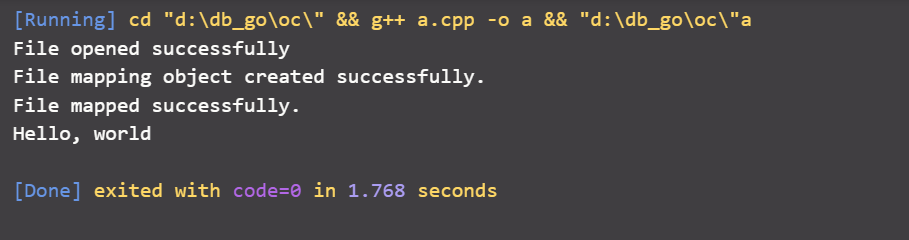 [Running] cd "d:\db_go\oc\" && g++ a.cpp -o a && "d:\db_go\oc\"a
File opened successfully
File mapping object created successfully.
File mapped successfully.
Hello, world
[Done] exited with code=0 in 1.768 seconds